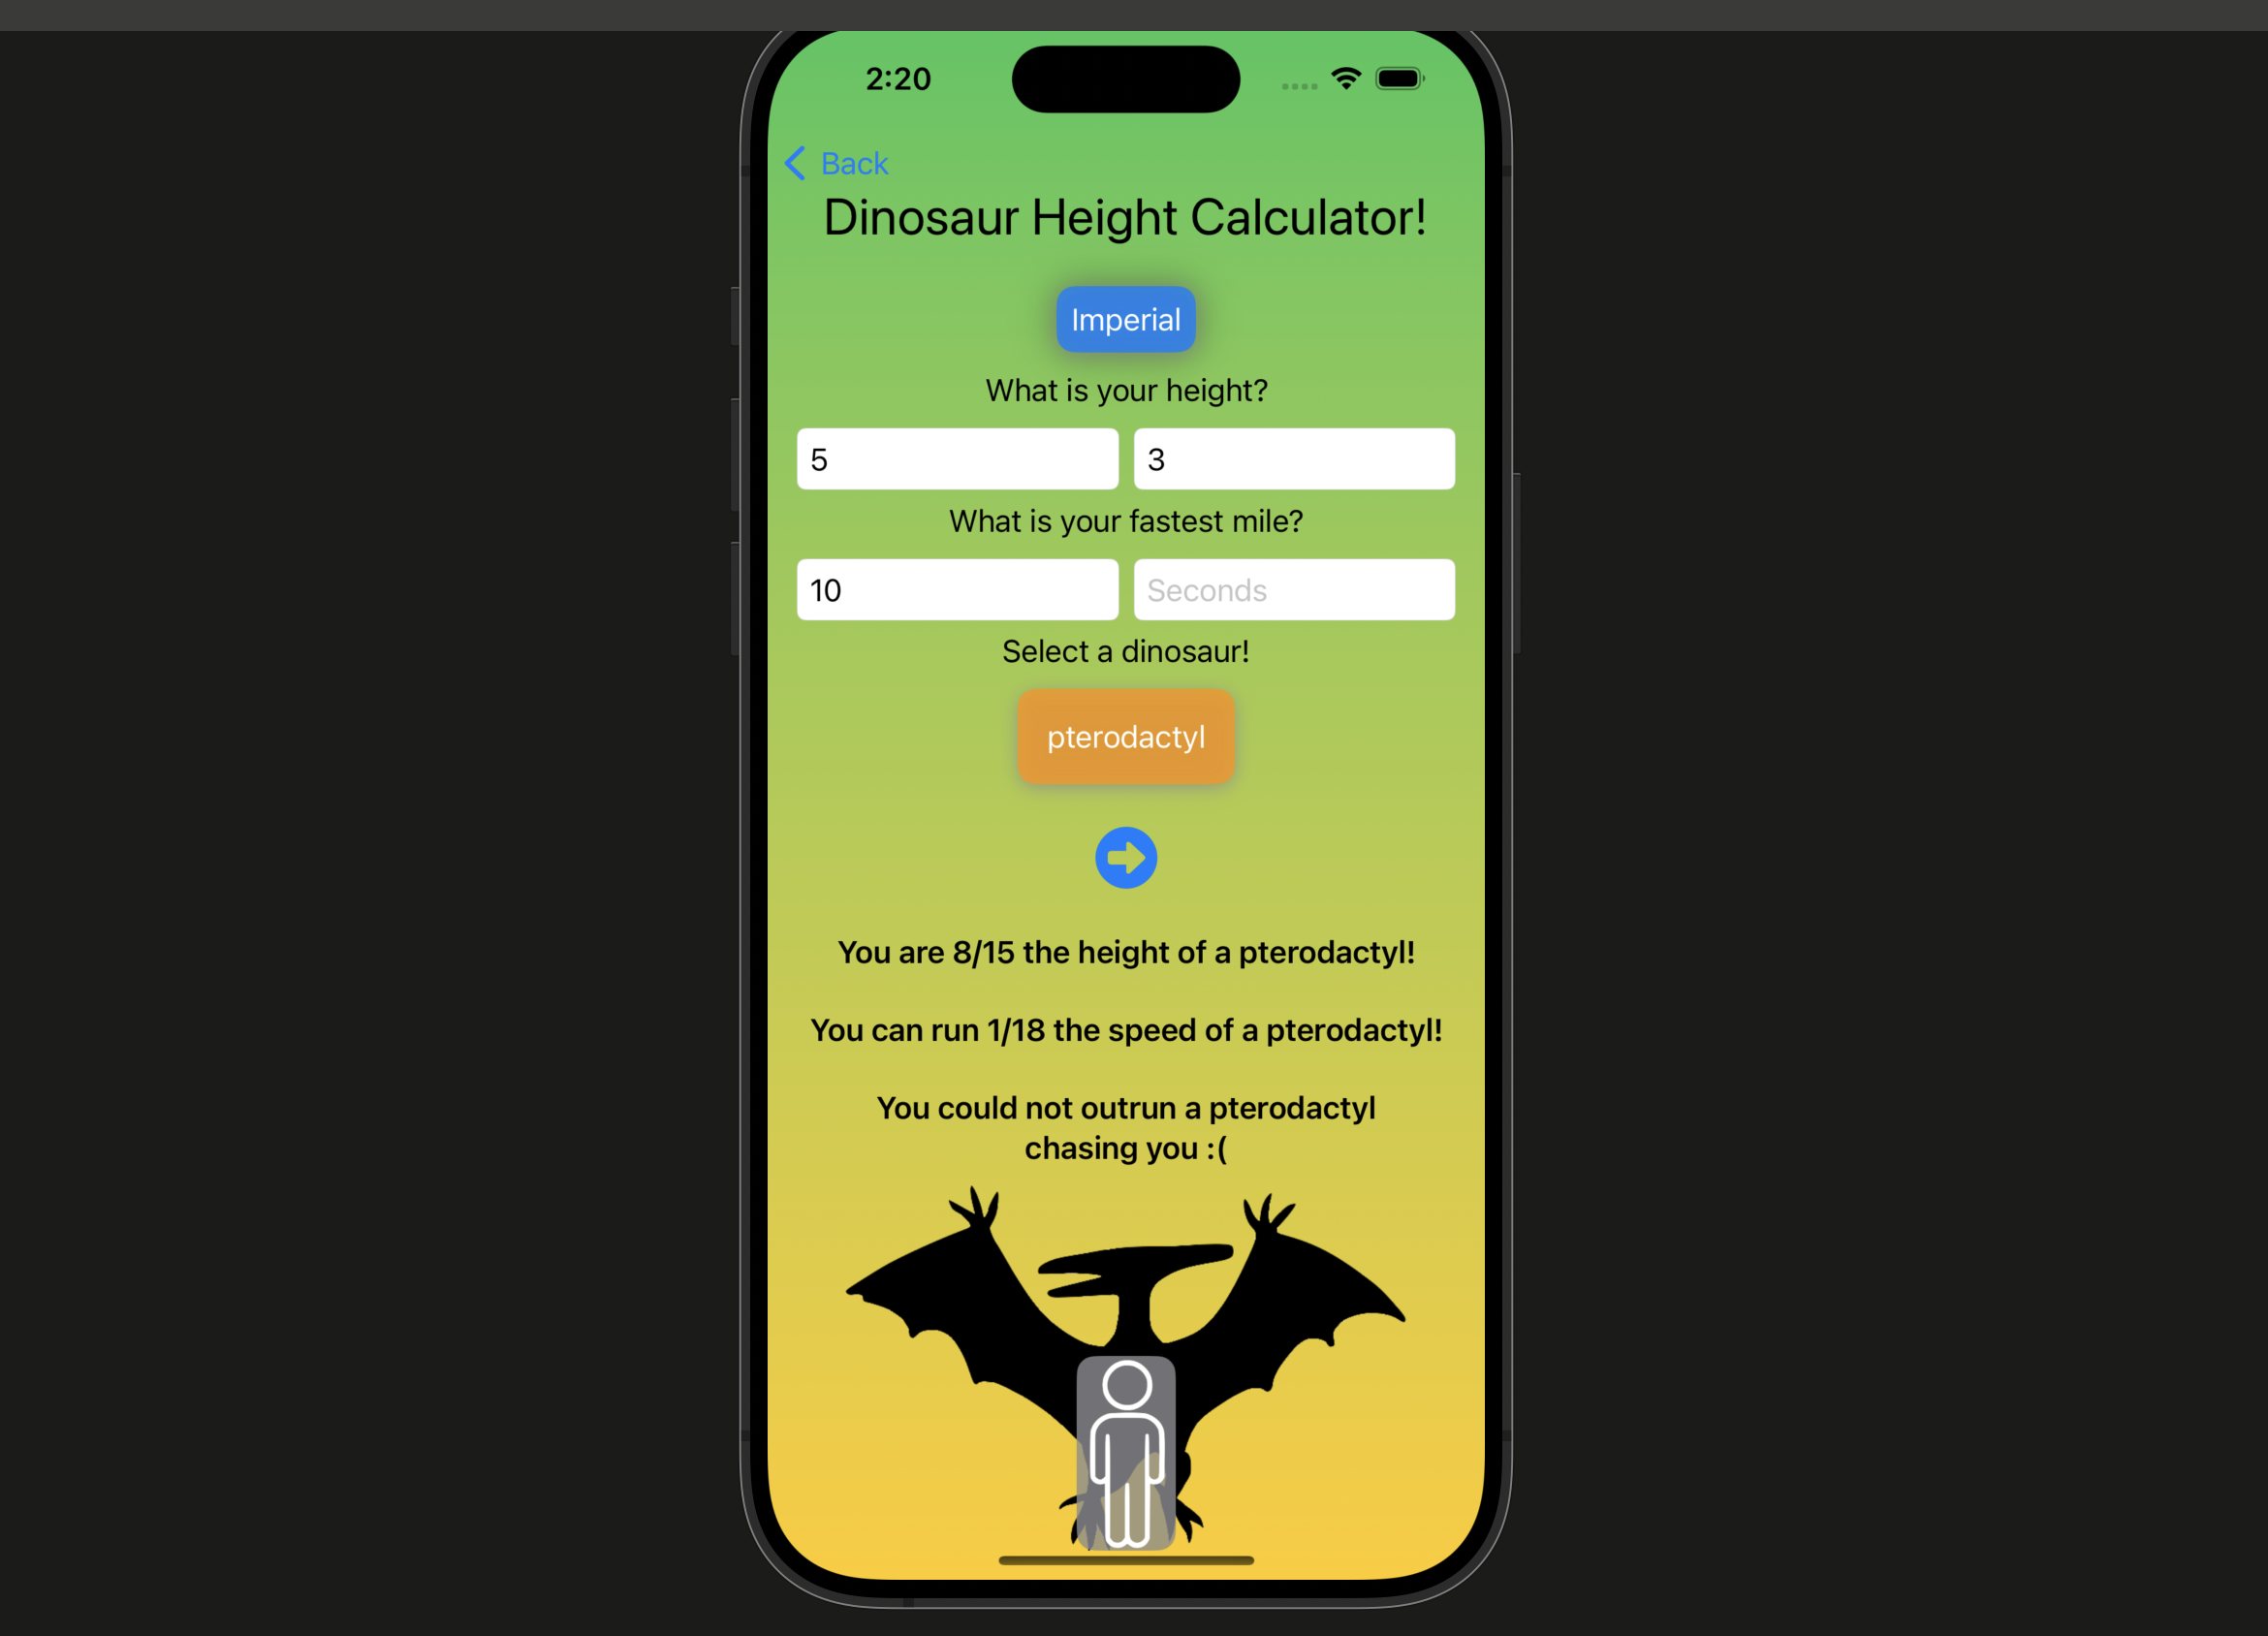 2:20
Back
Dinosaur Height Calculator!
Imperial
What is your height?
5 3
What is your fastest mile?
10 Seconds
Select a dinosaur!
pterodactyl
You are 8/15 the height of a pterodactyl!
You can run 1/18 the speed of a pterodactyl!
You could not outrun a pterodactyl
chasing you :(